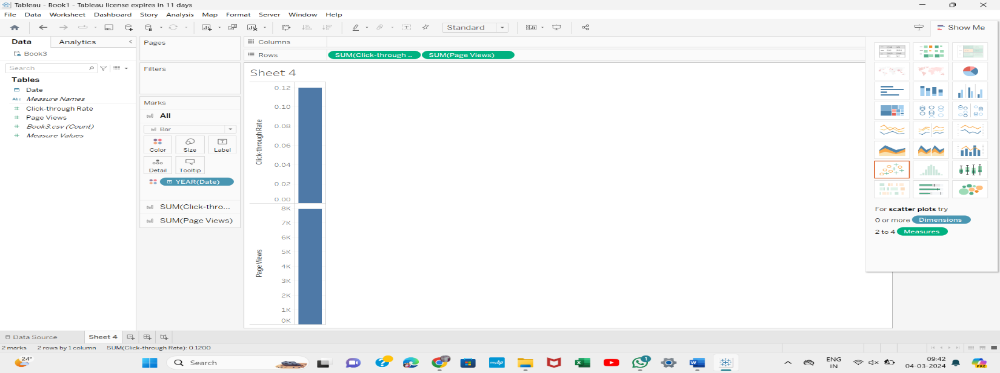 Tableau - Book1 - Tableau license expires in 11 days
File Data Worksheet Dashboard Story Analysis Map Format Server Window Help
Standard
Show Me
Data Analytics
Book3
Search
Tables
Date
Abc Measure Names
Click-through Rate
Page Views
Book3.csv (Count)
Measure Values
Pages
Filters
Marks
All
Bar
Color Size Label
Detail Tooltip
YEAR(Date)
SUM(Click-thro...
SUM(Page Views)
Columns
Rows SUM(Click-through .. SUM(Page Views)
Sheet 4
Click-through Rate
0.12
0.10
0.08
0.06
0.04
0.02
0.00
Page Views
8K
7K
6K
5K
4K
3K
2K
1K
0K
For scatter plots try
0 or more Dimensions
2 to 4 Measures
Data Source Sheet 4
2 marks 2 rows by 1 column SUM(Click-through Rate): 0.1200
24°
Search
myhp
1
ENG
IN
09:42
04-03-2024